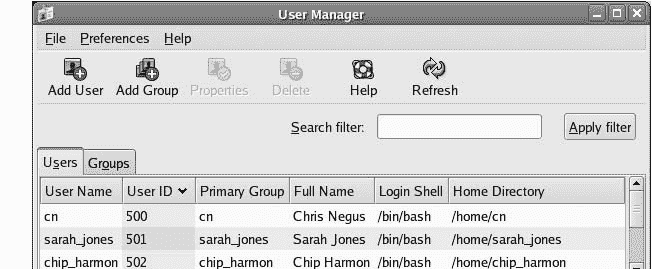 User Manager
File Preferences Help
Add User Add Group Properties Delete Help Refresh
Search filter: Apply filter
Users Groups
User Name User ID Primary Group Full Name Login Shell Home Directory
cn 500 cn Chris Negus /bin/bash /home/cn
sarah_jones 501 sarah_jones Sarah Jones /bin/bash /home/sarah_jones
chip_harmon 502 chip_harmon Chip Harmon /bin/bash /home/chip_harmon